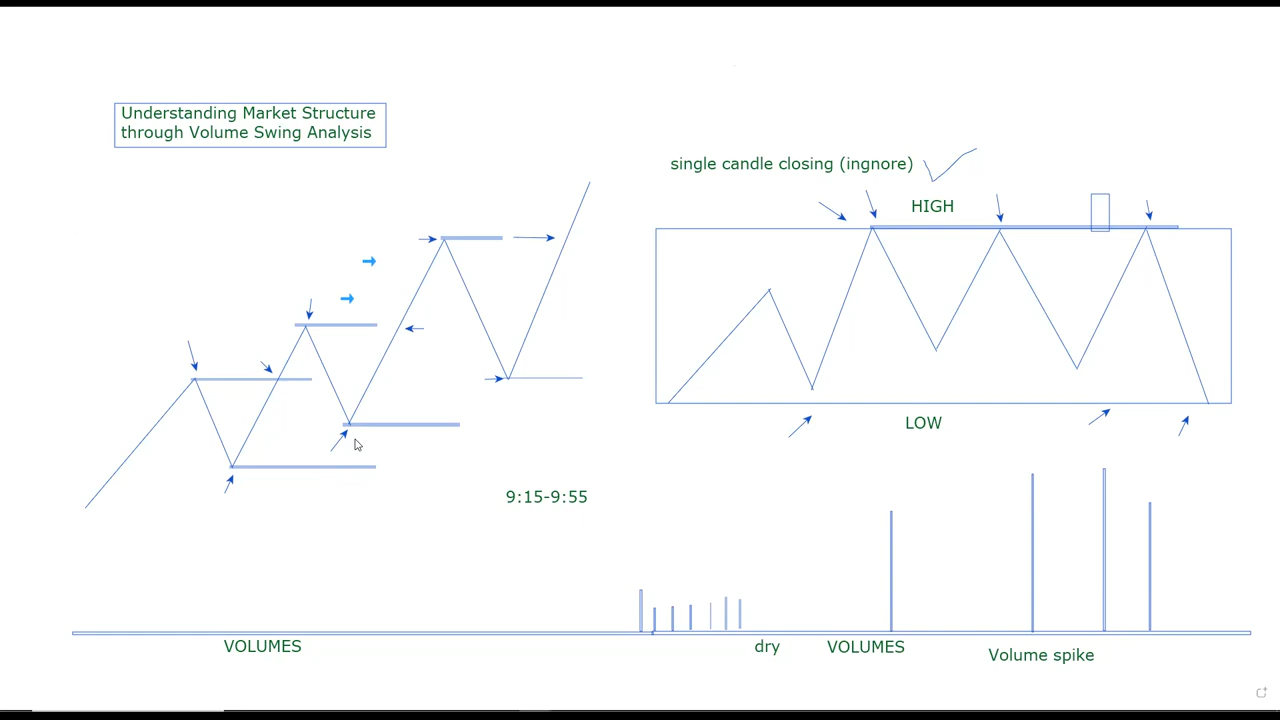 Understanding Market Structure
through Volume Swing Analysis
single candle closing (ingnore)
HIGH
LOW
9:15-9:55
VOLUMES
dry
VOLUMES
Volume spike